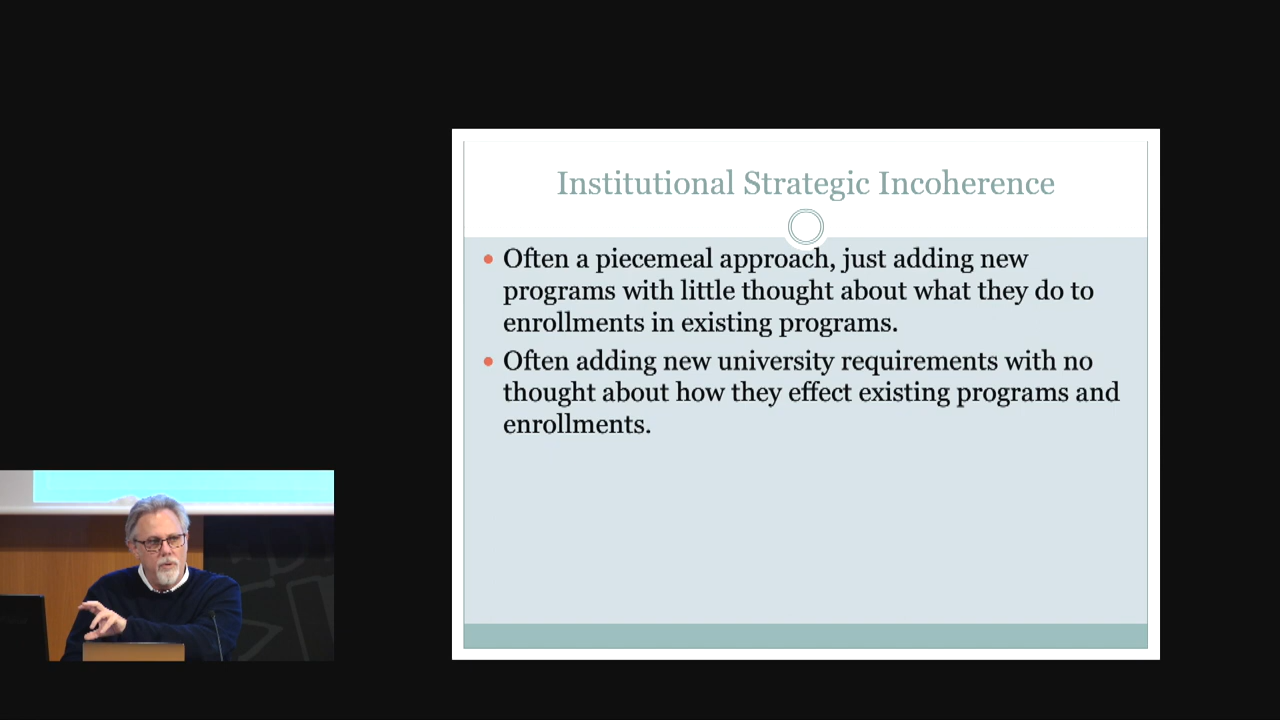 Institutional Strategic Incoherence
Often a piecemeal approach, just adding new
programs with little thought about what they do to
enrollments in existing programs.
Often adding new university requirements with no
thought about how they effect existing programs and
enrollments.